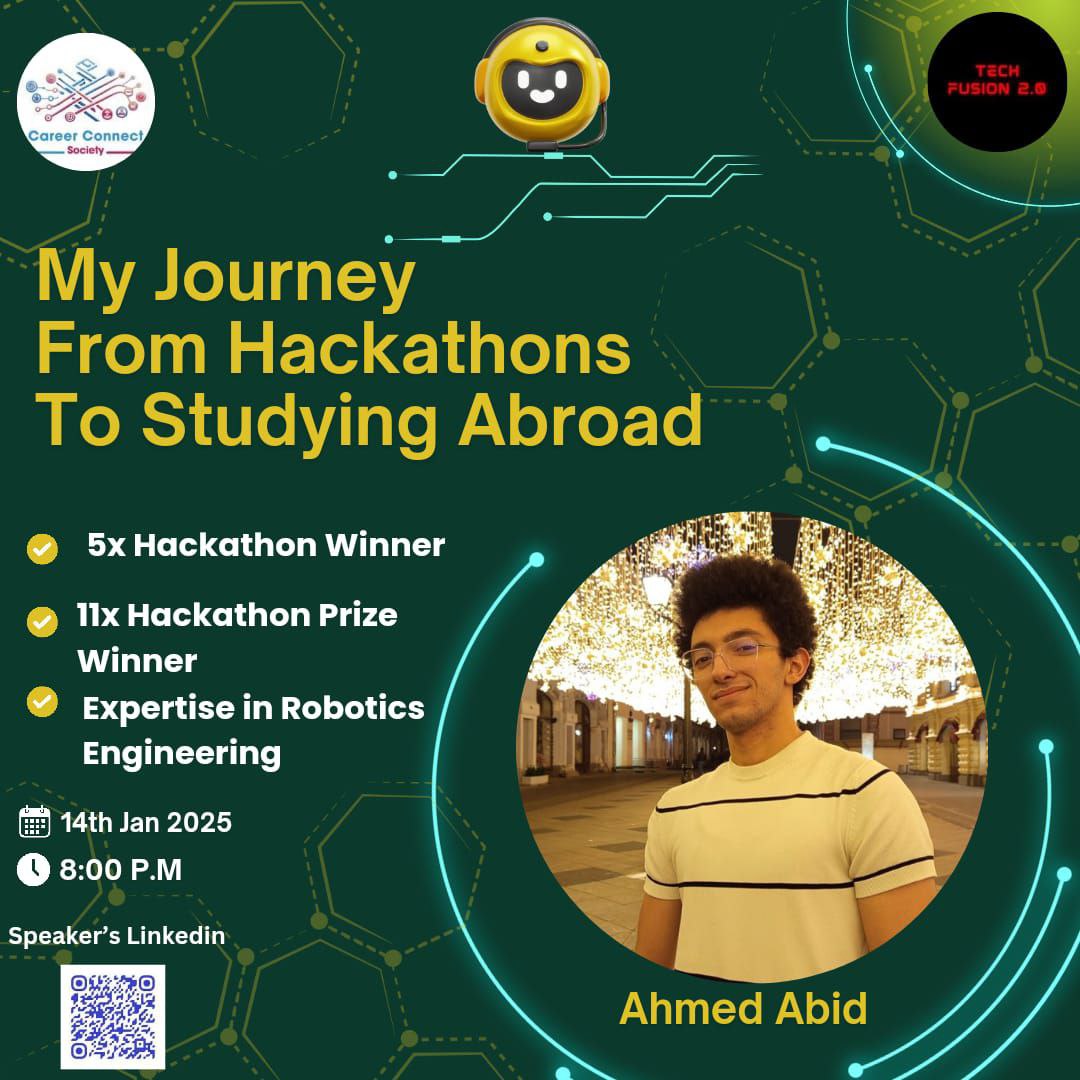 Career Connect
Society
TECH
FUSION 2.0
My Journey
From Hackathons
To Studying Abroad
5x Hackathon Winner
11x Hackathon Prize
Winner
Expertise in Robotics
Engineering
14th Jan 2025
8:00 P.M
Speaker’s Linkedin
Ahmed Abid